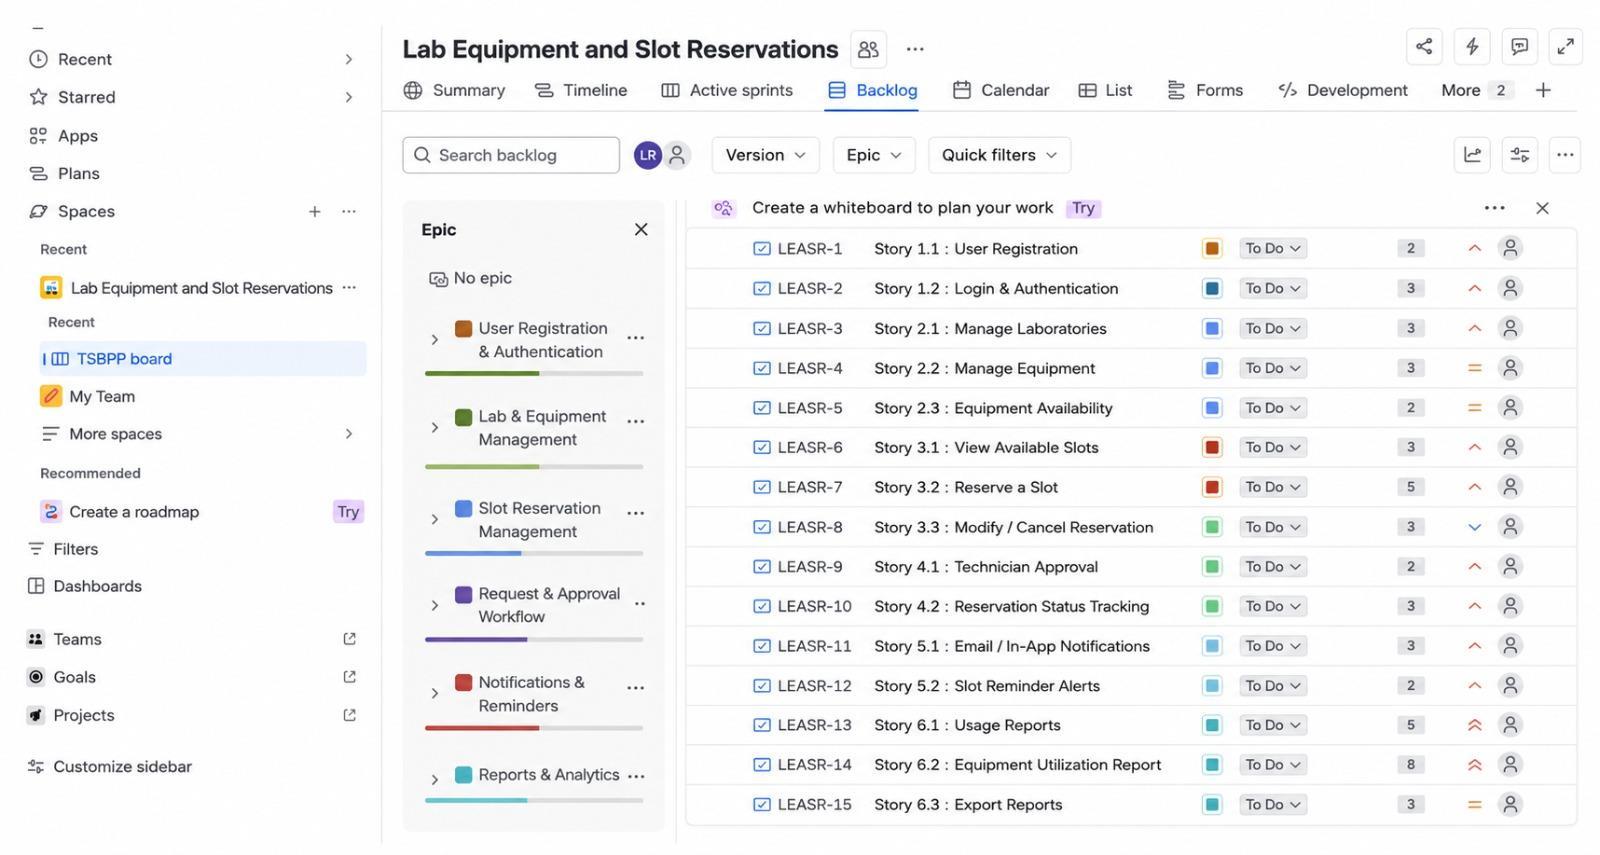 Recent
Starred
Apps
Plans
Spaces
Recent
Lab Equipment and Slot Reservations
Recent
TSBPP board
My Team
More spaces
Recommended
Create a roadmap Try
Filters
Dashboards
Teams
Goals
Projects
Customize sidebar
Lab Equipment and Slot Reservations
Summary Timeline Active sprints Backlog Calendar List Forms Development More 2
Search backlog LR Version Epic Quick filters
Epic
No epic
User Registration
& Authentication
Lab & Equipment
Management
Slot Reservation
Management
Request & Approval
Workflow
Notifications &
Reminders
Reports & Analytics
Create a whiteboard to plan your work Try
LEASR-1 Story 1.1 : User Registration To Do 2
LEASR-2 Story 1.2 : Login & Authentication To Do 3
LEASR-3 Story 2.1 : Manage Laboratories To Do 3
LEASR-4 Story 2.2 : Manage Equipment To Do 3
LEASR-5 Story 2.3 : Equipment Availability To Do 2
LEASR-6 Story 3.1 : View Available Slots To Do 3
LEASR-7 Story 3.2 : Reserve a Slot To Do 5
LEASR-8 Story 3.3 : Modify / Cancel Reservation To Do 3
LEASR-9 Story 4.1 : Technician Approval To Do 2
LEASR-10 Story 4.2 : Reservation Status Tracking To Do 3
LEASR-11 Story 5.1 : Email / In-App Notifications To Do 3
LEASR-12 Story 5.2 : Slot Reminder Alerts To Do 2
LEASR-13 Story 6.1 : Usage Reports To Do 5
LEASR-14 Story 6.2 : Equipment Utilization Report To Do 8
LEASR-15 Story 6.3 : Export Reports To Do 3